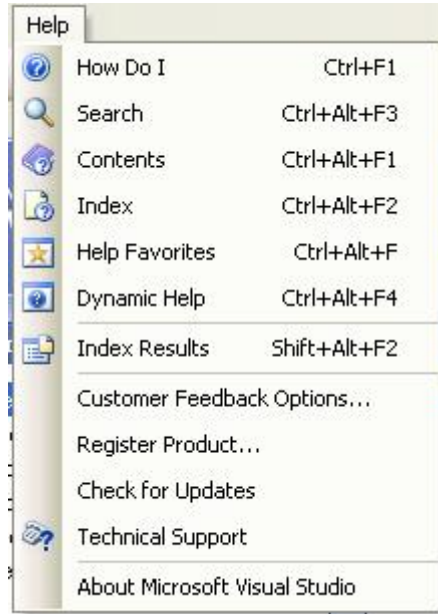 Help
How Do I Ctrl+F1
Search Ctrl+Alt+F3
Contents Ctrl+Alt+F1
Index Ctrl+Alt+F2
Help Favorites Ctrl+Alt+F
Dynamic Help Ctrl+Alt+F4
Index Results Shift+Alt+F2
Customer Feedback Options...
Register Product...
Check for Updates
Technical Support
About Microsoft Visual Studio